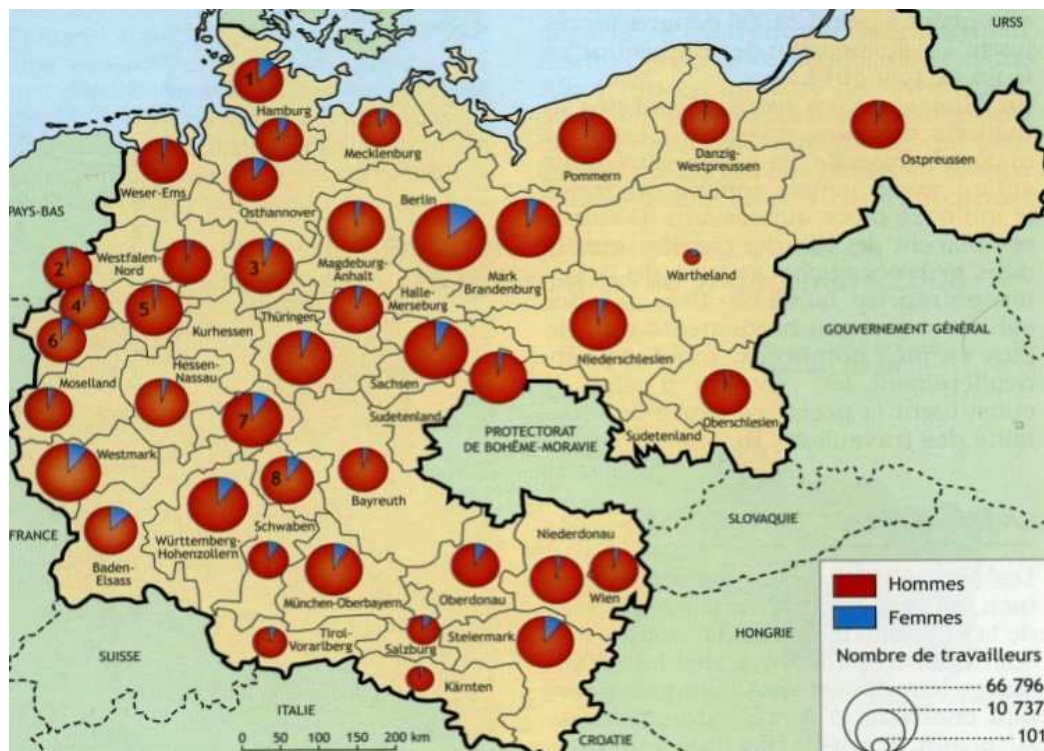 URSS
1
Hamburg
Mecklenburg
Pommern
Danzig-
Westpreussen
Ostpreussen
Weser-Ems
PAYS-BAS
Osthannover
Berlin
2
Westfalen-
Nord
3
Magdeburg-
Anhalt
Mark
Brandenburg
Wartheland
4
5
Kurhessen
Thüringen
Halle-
Merseburg
6
GOUVERNEMENT GÉNÉRAL
Niederschlesien
Moselland
Hessen-
Nassau
Sachsen
7
Sudetenland
Oberschlesien
PROTECTORAT
DE BOHÊME-MORAVIE
Sudetenland
Westmark
8
Bayreuth
SLOVAQUIE
FRANCE
Baden-
Elsass
Württemberg-
Hohenzollern
Schwaben
Niederdonau
München-Oberbayern
Oberdonau
Wien
Hommes
Femmes
Tirol-
Vorarlberg
Salzburg
Steiermark
HONGRIE
Nombre de travailleurs
SUISSE
Kärnten
66 796
10 737
101
ITALIE
0 50 100 150 200 km
CROATIE